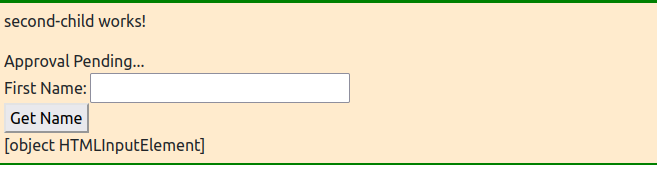 second-child works!
Approval Pending...
First Name:
Get Name
[object HTMLInputElement]